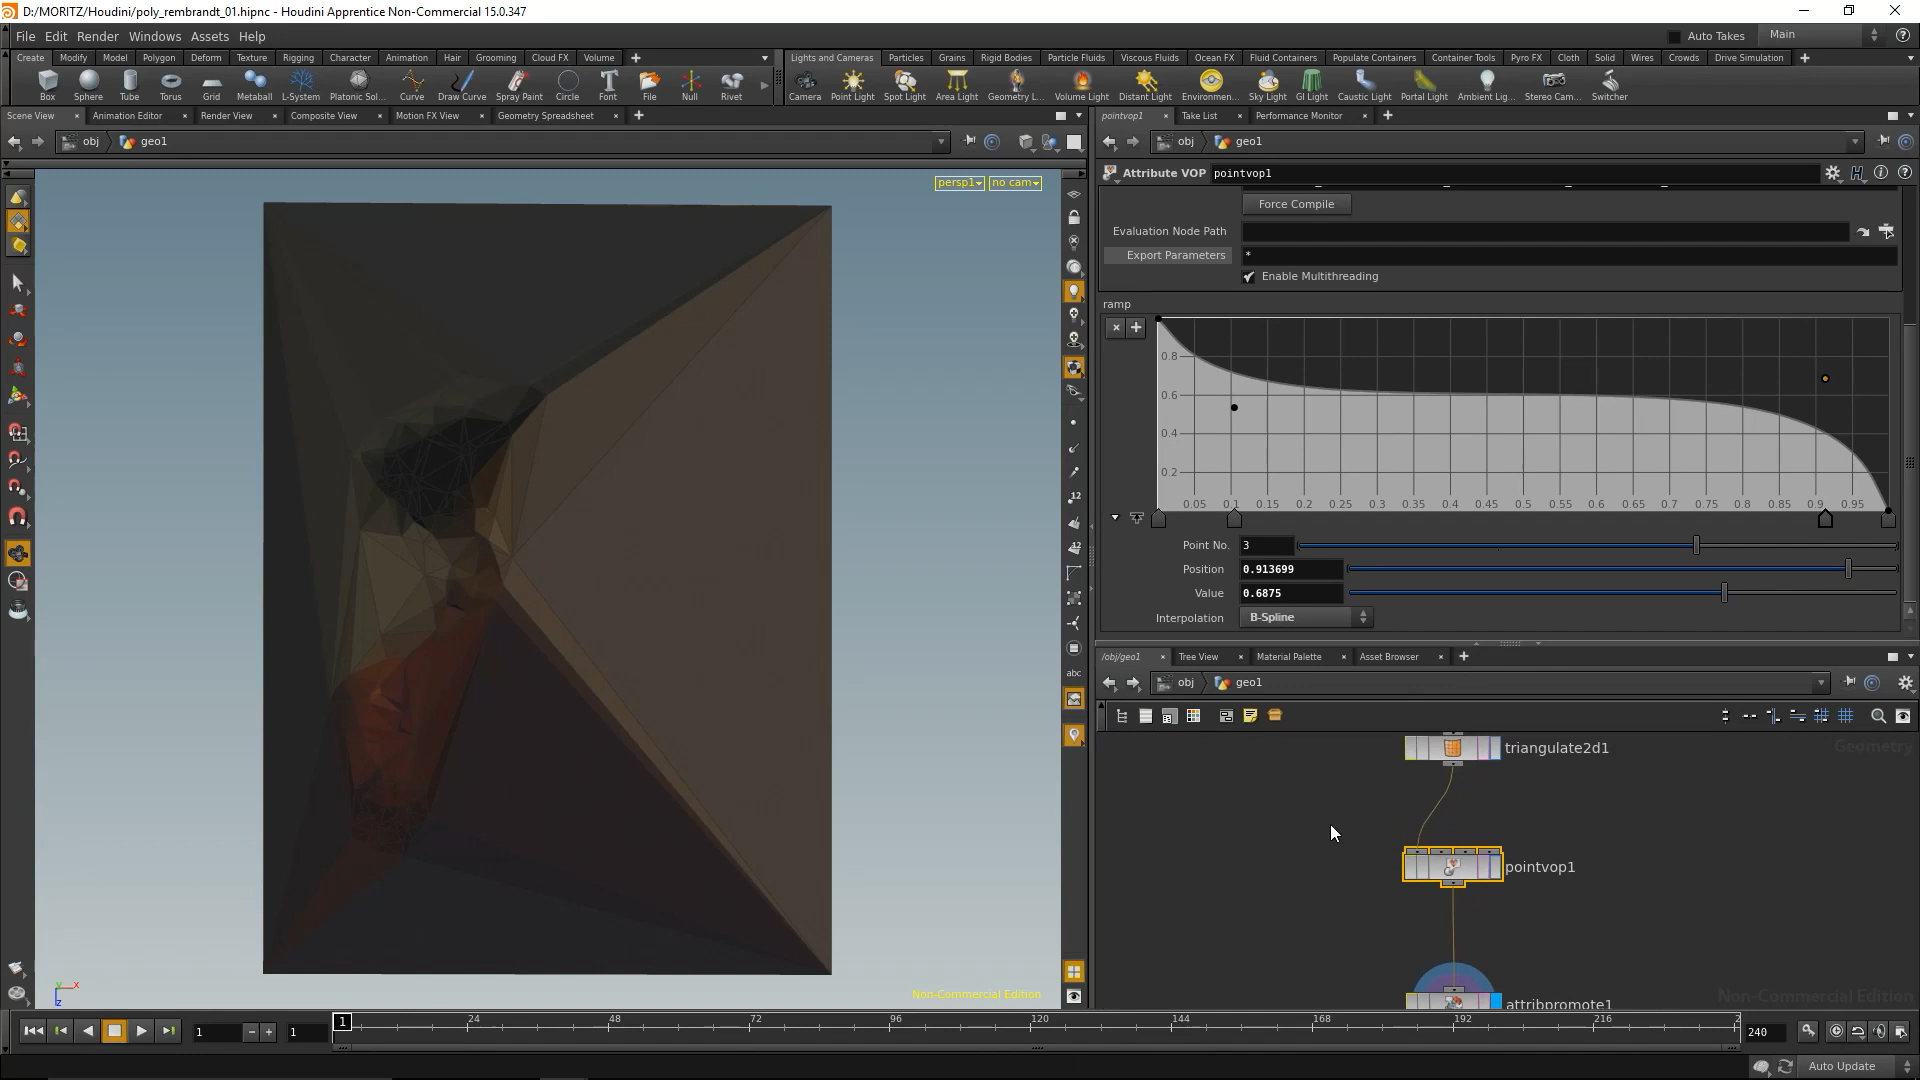 D:/MORITZ/Houdini/poly_rembrandt_01.hipnc - Houdini Apprentice Non-Commercial 15.0.347
File Edit Render Windows Assets Help
Auto Takes Main
Create Modify Model Polygon Deform Texture Rigging Character Animation Hair Grooming Cloud FX Volume
Lights and Cameras Particles Grains Rigid Bodies Particle Fluids Viscous Fluids Ocean FX Fluid Containers Populate Containers Container Tools Pyro FX Cloth Solid Wires Crowds Drive Simulation
Box Sphere Tube Torus Grid Metaball L-System Platonic Sol... Curve Draw Curve Spray Paint Circle Font File Null Rivet
Camera Point Light Spot Light Area Light Geometry L... Volume Light Distant Light Environmen... Sky Light GI Light Caustic Light Portal Light Ambient Lig... Stereo Cam... Switcher
Scene View Animation Editor Render View Composite View Motion FX View Geometry Spreadsheet
pointvop1 Take List Performance Monitor
obj geo1
obj geo1
Attribute VOP pointvop1
persp1 no cam
Force Compile
Evaluation Node Path
Export Parameters *
Enable Multithreading
ramp
0.8
0.6
0.4
0.2
0.05 0.1 0.15 0.2 0.25 0.3 0.35 0.4 0.45 0.5 0.55 0.6 0.65 0.7 0.75 0.8 0.85 0.9 0.95
Point No. 3
Position 0.913699
Value 0.6875
Interpolation B-Spline
12
12
abc
/obj/geo1 Tree View Material Palette Asset Browser
obj geo1
Geometry
triangulate2d1
pointvop1
attribpromote1
Non-Commercial Edition
Non-Commercial Edition
y x
z
1 1 1 24 48 72 96 120 144 168 192 216 2 240
Auto Update